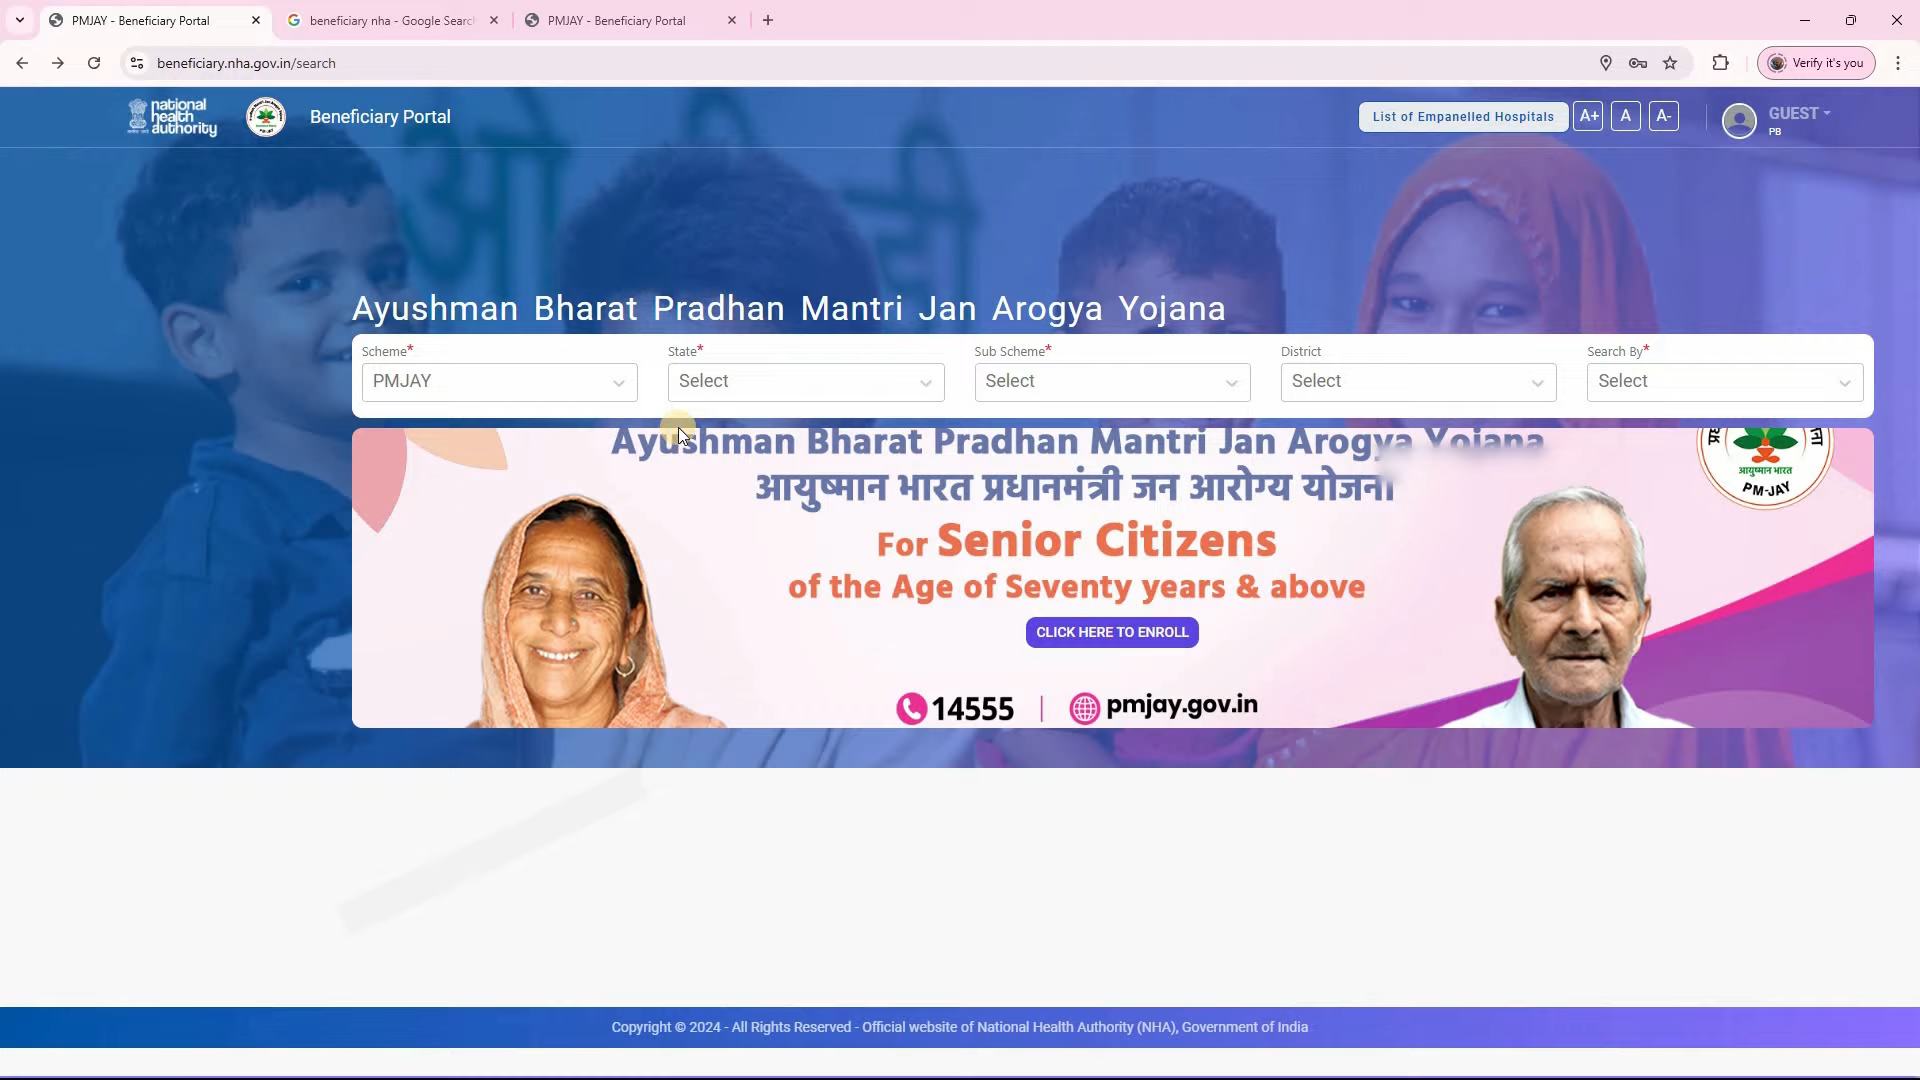 PMJAY - Beneficiary Portal
beneficiary nha - Google Searc
PMJAY - Beneficiary Portal
beneficiary.nha.gov.in/search
Verify it's you
national
health
authority
PM-JAY
Beneficiary Portal
List of Empanelled Hospitals
A+
A
A-
GUEST
PB
Ayushman Bharat Pradhan Mantri Jan Arogya Yojana
Scheme*
State*
Sub Scheme*
District
Search By*
PMJAY
Select
Select
Select
Select
Ayushman Bharat Pradhan Mantri Jan Arogya Yojana
आयुष्मान भारत प्रधानमंत्री जन आरोग्य योजना
आयुष्मान भारत
PM-JAY
For Senior Citizens
of the Age of Seventy years & above
CLICK HERE TO ENROLL
14555
pmjay.gov.in
Copyright © 2024 - All Rights Reserved - Official website of National Health Authority (NHA), Government of India